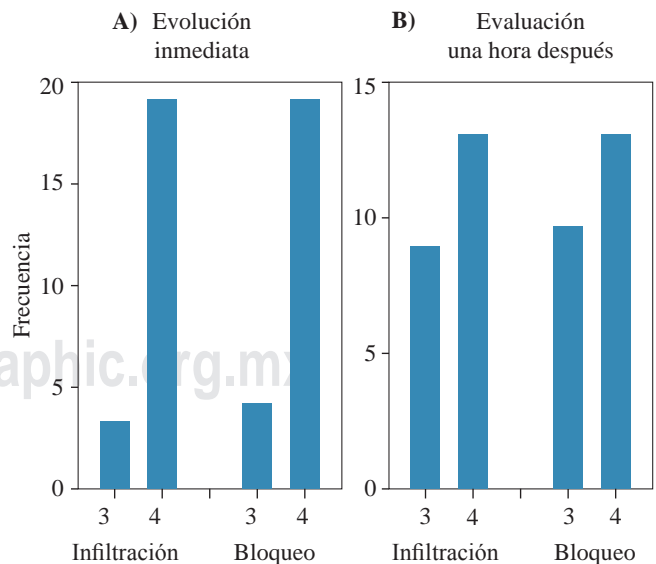 A) Evolución
inmediata
Frecuencia
20
15
10
5
0
3 4 3 4
Infiltración Bloqueo
B) Evaluación
una hora después
15
10
5
0
3 4 3 4
Infiltración Bloqueo
aphic.org.mx